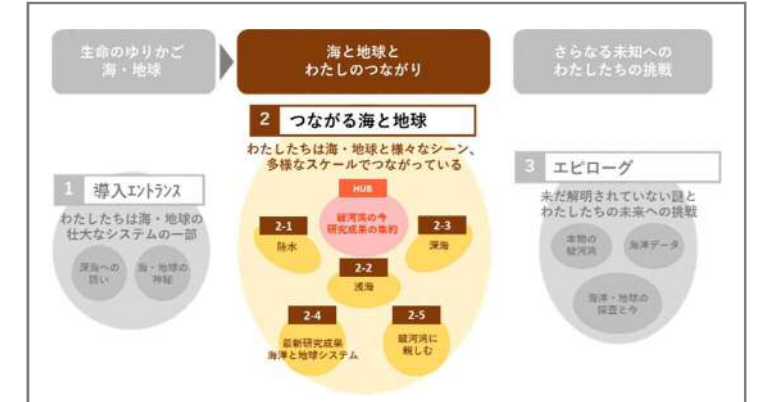 生命のゆりかご
海・地球
海と地球と
わたしのつながり
さらなる未知への
わたしたちの挑戦
1 導入エントランス
わたしたちは海・地球の
壮大なシステムの一部
深海への
誘い
海・地球の
神秘
2 つながる海と地球
わたしたちは海・地球と様々なシーン、
多様なスケールでつながっている
HUB
駿河湾の今
研究成果の集約
2-1
陸水
2-2
浅海
2-3
深海
2-4
最新研究成果
海洋と地球システム
2-5
駿河湾に
親しむ
3 エピローグ
未だ解明されていない謎と
わたしたちの未来への挑戦
本物の
駿河湾
海洋データ
海洋・地球の
探査と今